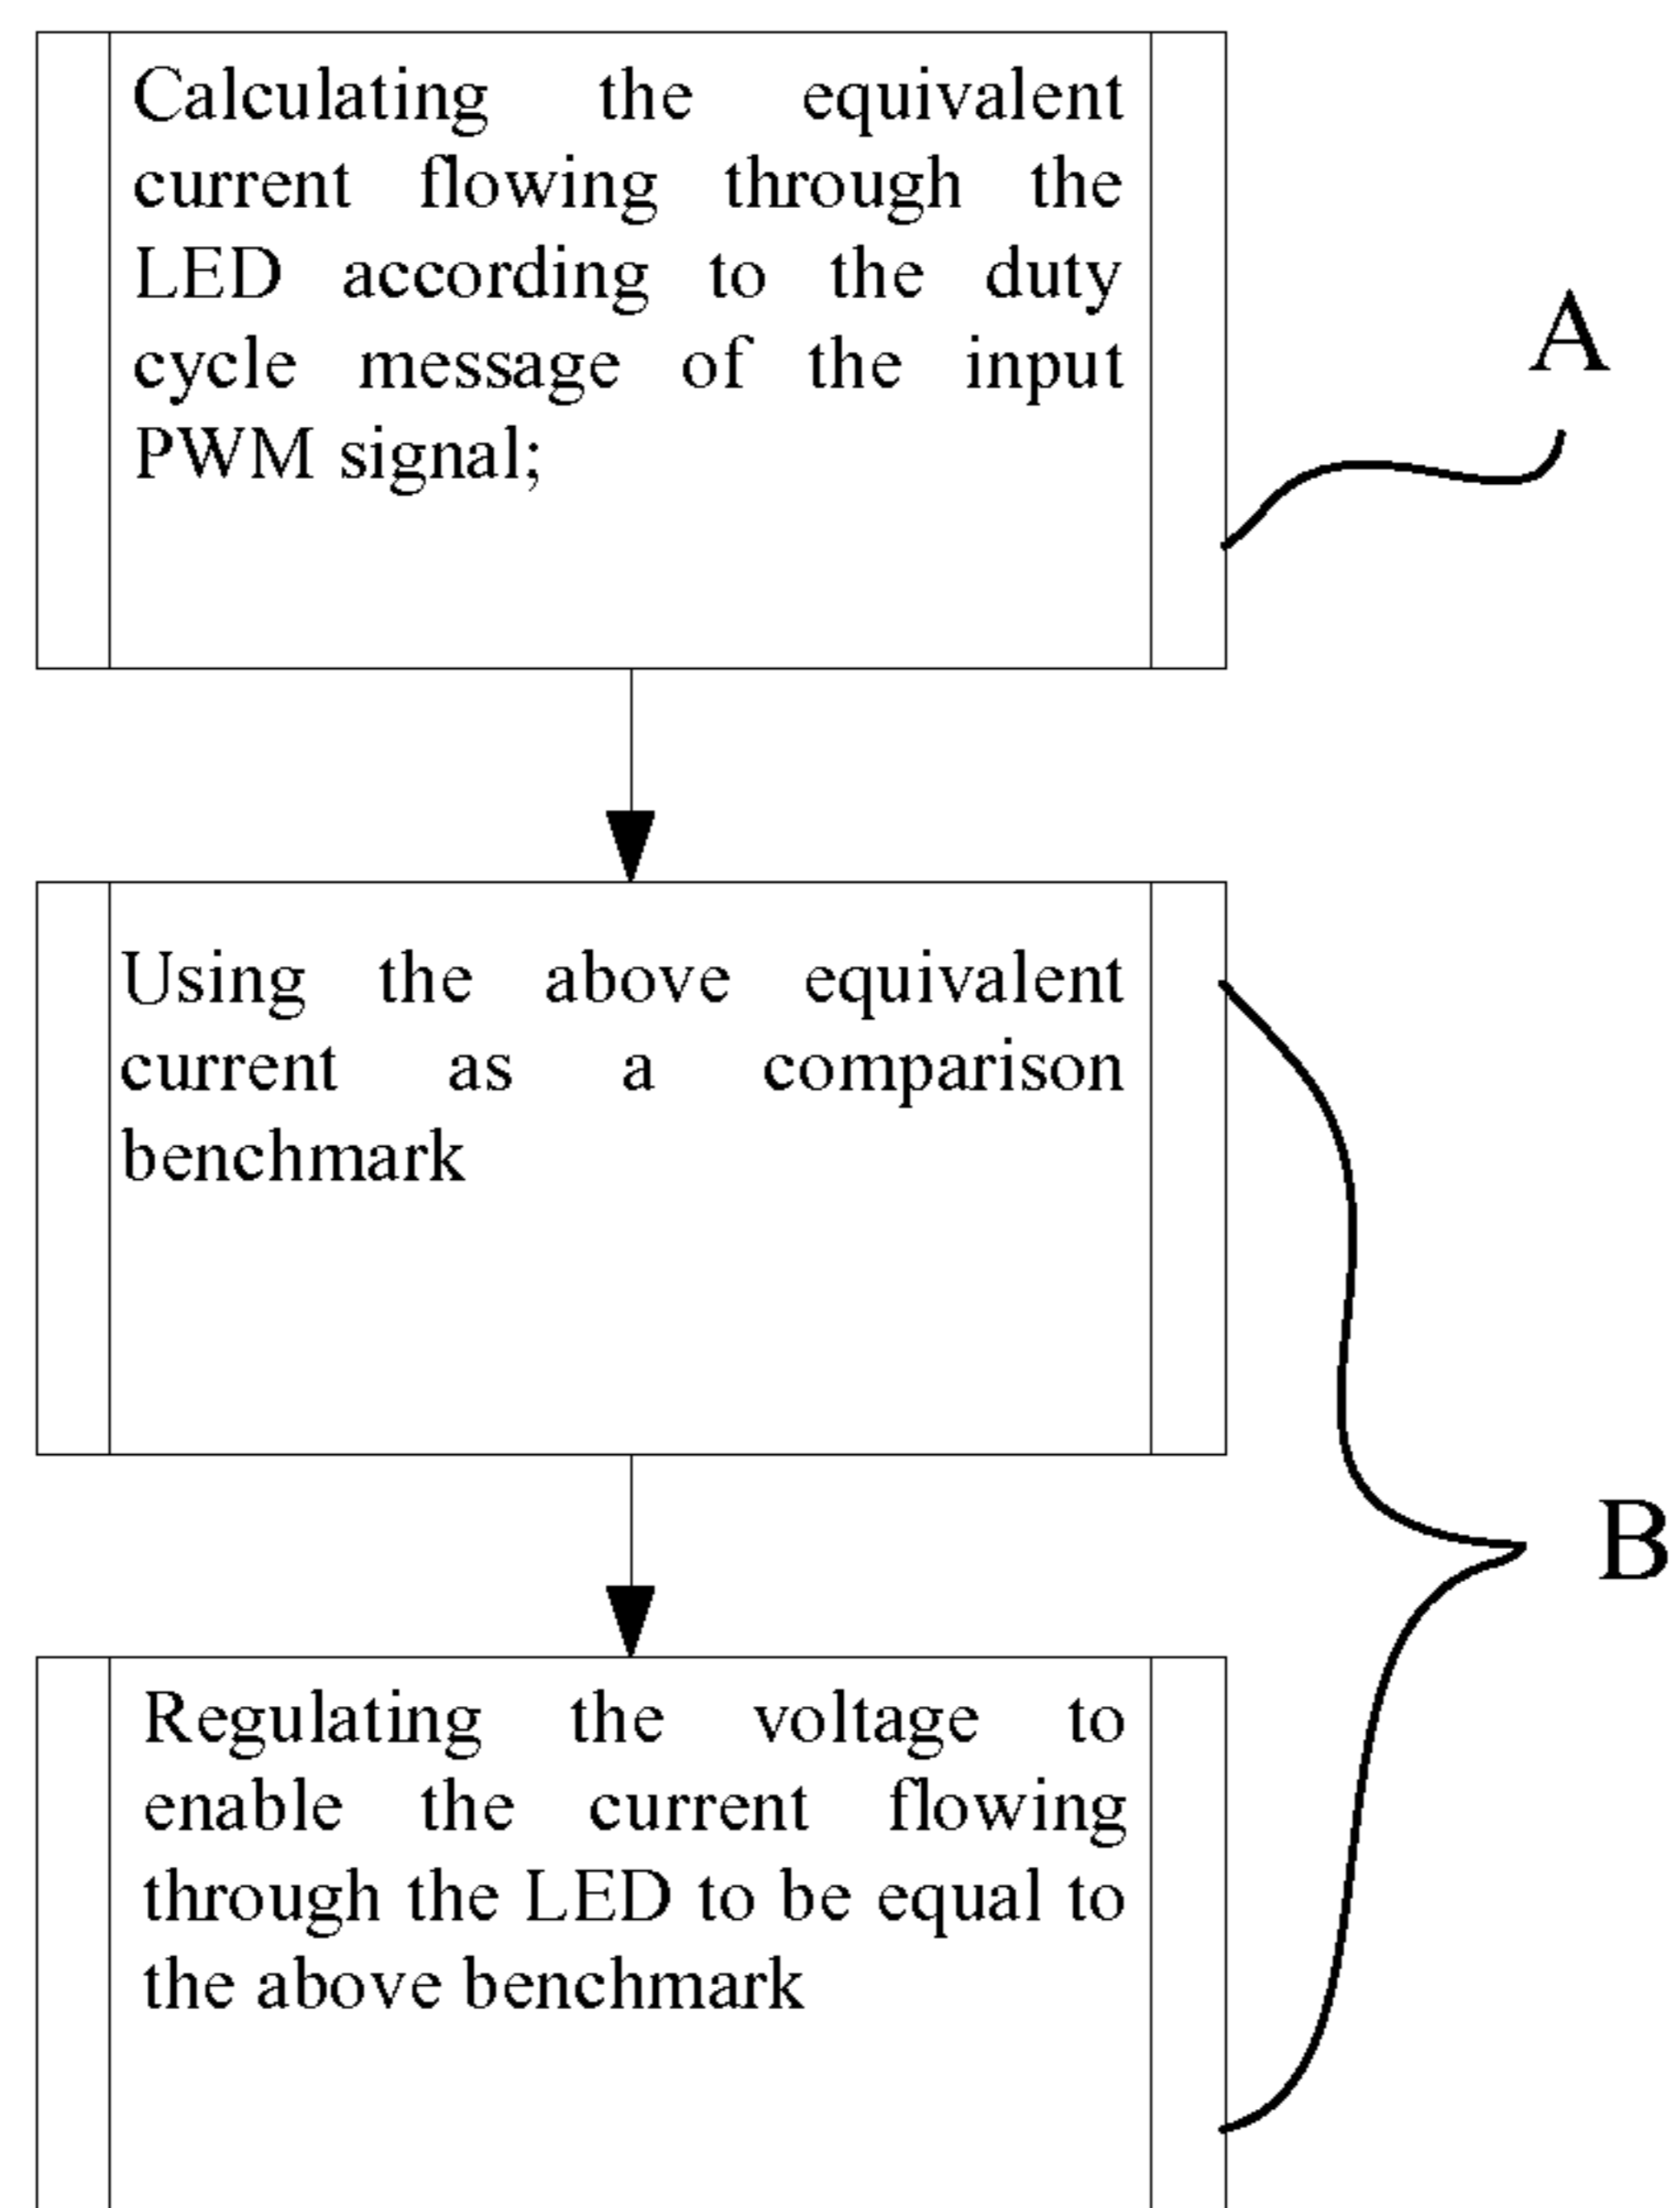 Calculating the equivalent
current flowing through the
LED according to the duty
cycle message of the input
PWM signal;
A
Using the above equivalent
current as a comparison
benchmark
B
Regulating the voltage to
enable the current flowing
through the LED to be equal to
the above benchmark